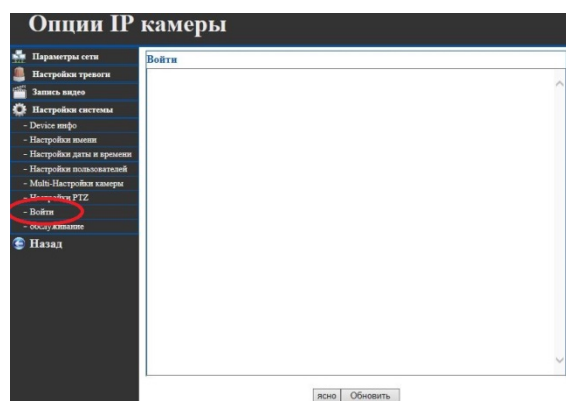 Опции IP камеры
Параметры сети
Настройки тревоги
Запись видео
Настройки системы
- Device инфо
- Настройки имени
- Настройки даты и времени
- Настройки пользователей
- Multi-Настройки камеры
- Настройки PTZ
- Войти
- обслуживание
Назад
Войти
ясно Обновить